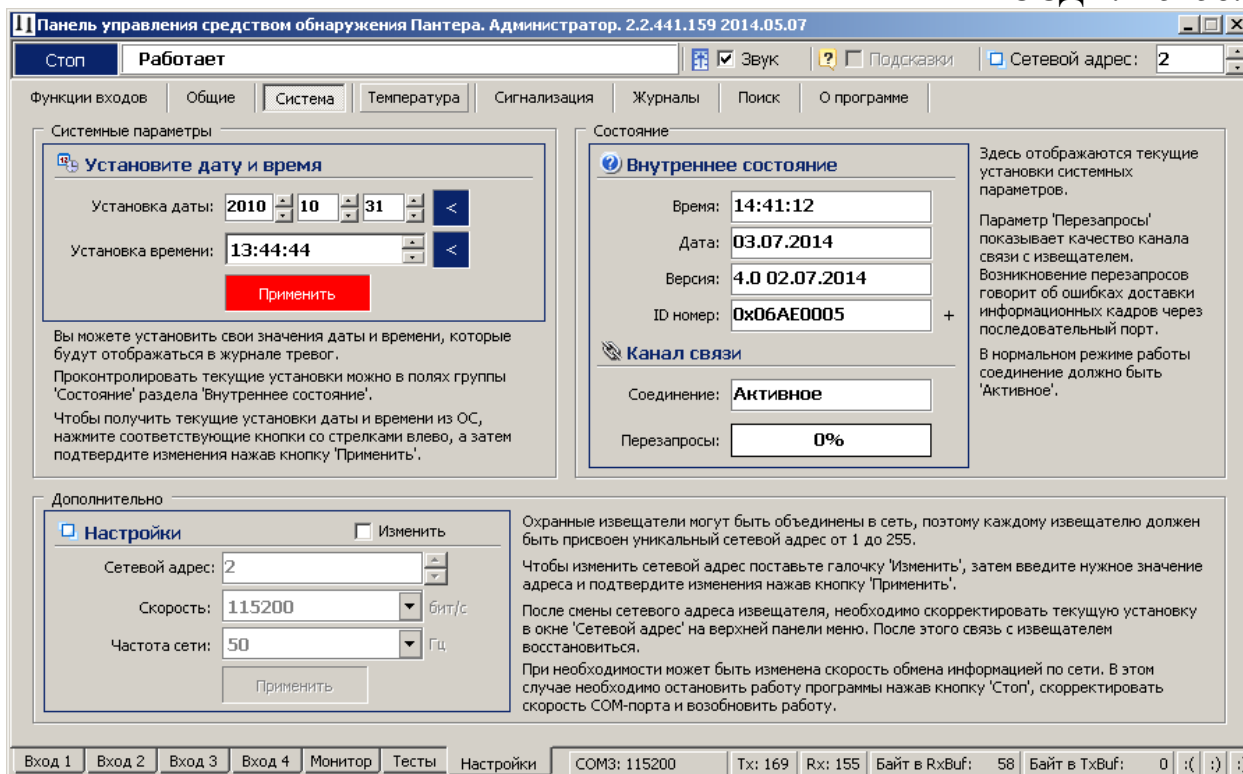 Панель управления средством обнаружения Пантера. Администратор. 2.2.441.159 2014.05.07
Стоп Работает Звук Подсказки Сетевой адрес: 2
Функции входов Общие Система Температура Сигнализация Журналы Поиск О программе
Системные параметры
Установите дату и время
Установка даты: 2010 10 31 <
Установка времени: 13:44:44 <
Применить
Вы можете установить свои значения даты и времени, которые
будут отображаться в журнале тревог.
Проконтролировать текущие установки можно в полях группы
'Состояние' раздела 'Внутреннее состояние'.
Чтобы получить текущие установки даты и времени из ОС,
нажмите соответствующие кнопки со стрелками влево, а затем
подтвердите изменения нажав кнопку 'Применить'.
Состояние
Внутреннее состояние
Время: 14:41:12
Дата: 03.07.2014
Версия: 4.0 02.07.2014
ID номер: 0x06AE0005 +
Канал связи
Соединение: Активное
Перезапросы: 0%
Здесь отображаются текущие
установки системных
параметров.
Параметр 'Перезапросы'
показывает качество канала
связи с извещателем.
Возникновение перезапросов
говорит об ошибках доставки
информационных кадров через
последовательный порт.
В нормальном режиме работы
соединение должно быть
'Активное'.
Дополнительно
Настройки Изменить
Сетевой адрес: 2
Скорость: 115200 бит/с
Частота сети: 50 Гц
Применить
Охранные извещатели могут быть объединены в сеть, поэтому каждому извещателю должен
быть присвоен уникальный сетевой адрес от 1 до 255.
Чтобы изменить сетевой адрес поставьте галочку 'Изменить', затем введите нужное значение
адреса и подтвердите изменения нажав кнопку 'Применить'.
После смены сетевого адреса извещателя, необходимо скорректировать текущую установку
в окне 'Сетевой адрес' на верхней панели меню. После этого связь с извещателем
восстановиться.
При необходимости может быть изменена скорость обмена информацией по сети. В этом
случае необходимо остановить работу программы нажав кнопку 'Стоп', скорректировать
скорость COM-порта и возобновить работу.
Вход 1 Вход 2 Вход 3 Вход 4 Монитор Тесты Настройки COM3: 115200 Tx: 169 Rx: 155 Байт в RxBuf: 58 Байт в TxBuf: 0 :( :) :